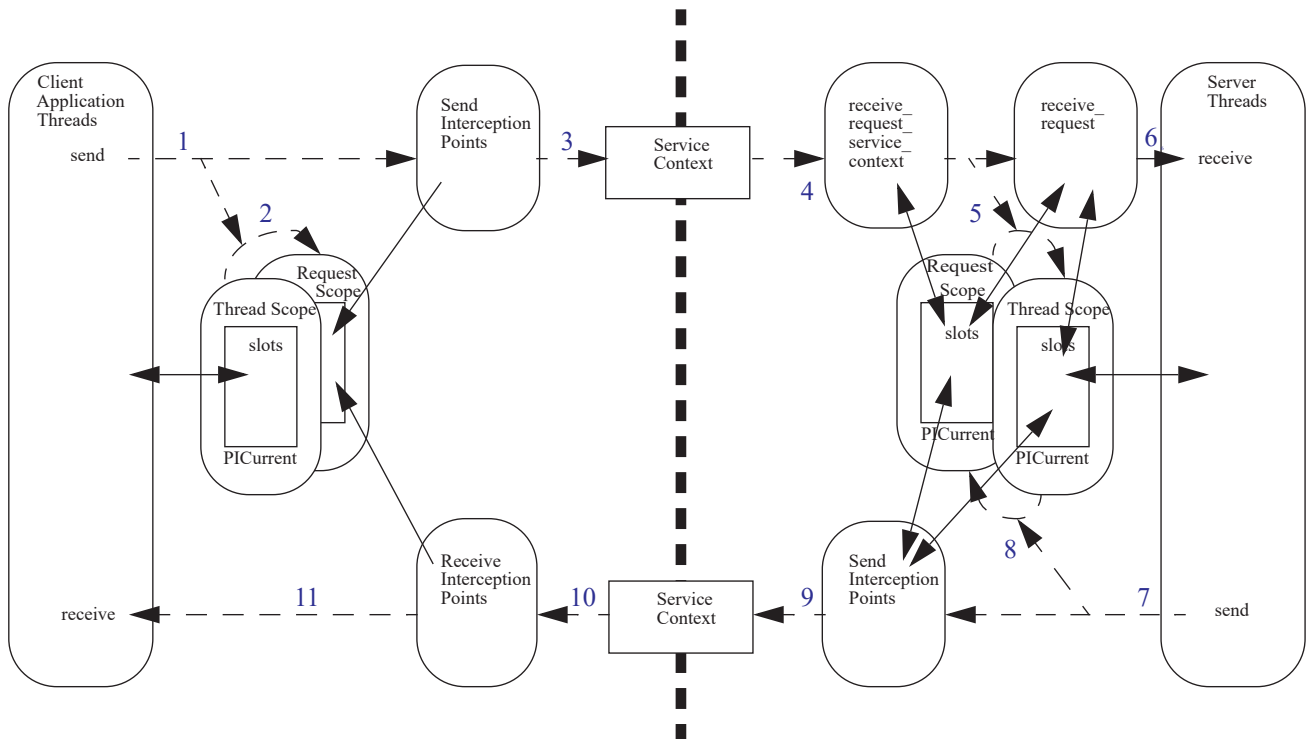 Client
Application
Threads
send
1
2
Send
Interception
Points
3
Service
Context
4
receive_
request_
service_
context
5
receive_
request_
6
Server
Threads
receive
Request
Scope
Thread Scope
slots
PICurrent
Request
Scope
slots
PICurrent
Thread Scope
slots
PICurrent
receive
11
Receive
Interception
Points
10
Service
Context
9
Send
Interception
Points
8
7
send